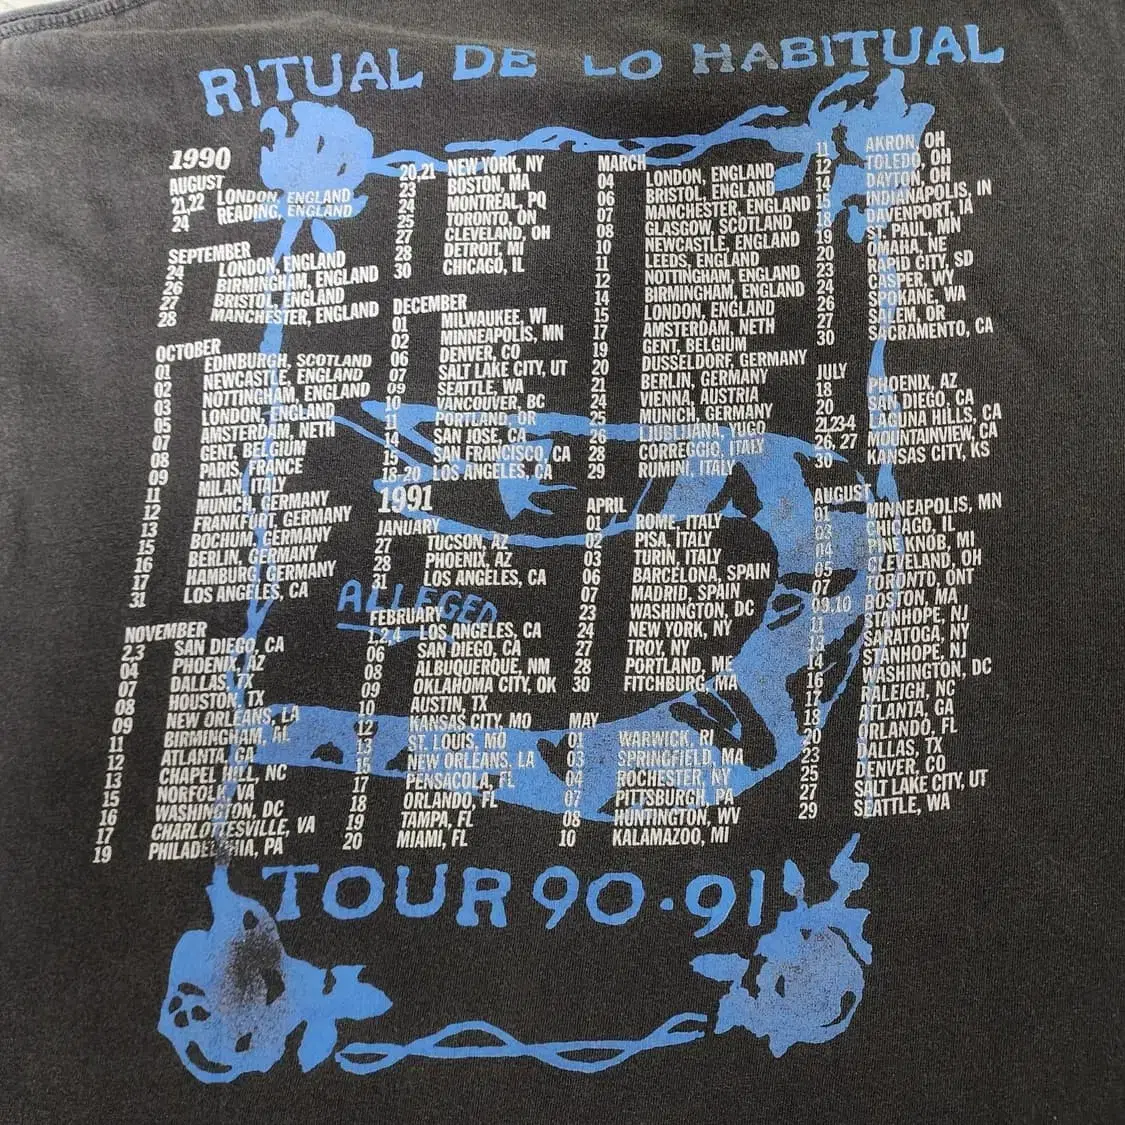 RITUAL DE LO HABITUAL
1990
AUGUST
21,22 LONDON, ENGLAND
24 READING, ENGLAND
SEPTEMBER
24 LONDON, ENGLAND
26 BIRMINGHAM, ENGLAND
27 BRISTOL, ENGLAND
28 MANCHESTER, ENGLAND
OCTOBER
01 EDINBURGH, SCOTLAND
02 NEWCASTLE, ENGLAND
03 NOTTINGHAM, ENGLAND
05 LONDON, ENGLAND
07 AMSTERDAM, NETH
08 GENT, BELGIUM
09 PARIS, FRANCE
11 MILAN, ITALY
12 MUNICH, GERMANY
13 FRANKFURT, GERMANY
15 BOCHUM, GERMANY
16 BERLIN, GERMANY
17 HAMBURG, GERMANY
31 LOS ANGELES, CA
NOVEMBER
2,3 SAN DIEGO, CA
04 PHOENIX, AZ
07 DALLAS, TX
08 HOUSTON, TX
09 NEW ORLEANS, LA
11 BIRMINGHAM, AL
12 ATLANTA, GA
13 CHAPEL HILL, NC
15 NORFOLK, VA
16 WASHINGTON, DC
17 CHARLOTTESVILLE, VA
19 PHILADELPHIA, PA
20,21 NEW YORK, NY
23 BOSTON, MA
24 MONTREAL, PQ
25 TORONTO, ON
27 CLEVELAND, OH
28 DETROIT, MI
30 CHICAGO, IL
DECEMBER
01 MILWAUKEE, WI
02 MINNEAPOLIS, MN
06 DENVER, CO
07 SALT LAKE CITY, UT
09 SEATTLE, WA
10 VANCOUVER, BC
11 PORTLAND, OR
14 SAN JOSE, CA
15 SAN FRANCISCO, CA
18-20 LOS ANGELES, CA
1991
JANUARY
27 TUCSON, AZ
28 PHOENIX, AZ
31 LOS ANGELES, CA
ALLEGED
FEBRUARY
1,2,4 LOS ANGELES, CA
06 SAN DIEGO, CA
08 ALBUQUERQUE, NM
09 OKLAHOMA CITY, OK
10 AUSTIN, TX
12 KANSAS CITY, MO
13 ST. LOUIS, MO
15 NEW ORLEANS, LA
17 PENSACOLA, FL
18 ORLANDO, FL
19 TAMPA, FL
20 MIAMI, FL
MARCH
04 LONDON, ENGLAND
06 BRISTOL, ENGLAND
07 MANCHESTER, ENGLAND
08 GLASGOW, SCOTLAND
10 NEWCASTLE, ENGLAND
11 LEEDS, ENGLAND
12 NOTTINGHAM, ENGLAND
14 BIRMINGHAM, ENGLAND
15 LONDON, ENGLAND
17 AMSTERDAM, NETH
19 GENT, BELGIUM
20 DUSSELDORF, GERMANY
21 BERLIN, GERMANY
24 VIENNA, AUSTRIA
25 MUNICH, GERMANY
26 LJUBLJANA, YUGO
28 CORREGGIO, ITALY
29 RUMINI, ITALY
APRIL
01 ROME, ITALY
02 PISA, ITALY
03 TURIN, ITALY
06 BARCELONA, SPAIN
07 MADRID, SPAIN
23 WASHINGTON, DC
24 NEW YORK, NY
27 TROY, NY
28 PORTLAND, ME
30 FITCHBURG, MA
MAY
01 WARWICK, RI
03 SPRINGFIELD, MA
04 ROCHESTER, NY
07 PITTSBURGH, PA
08 HUNTINGTON, WV
10 KALAMAZOO, MI
11 AKRON, OH
12 TOLEDO, OH
14 DAYTON, OH
15 INDIANAPOLIS, IN
18 DAVENPORT, IA
19 ST. PAUL, MN
20 OMAHA, NE
23 RAPID CITY, SD
24 CASPER, WY
26 SPOKANE, WA
27 SALEM, OR
30 SACRAMENTO, CA
JULY
18 PHOENIX, AZ
20 SAN DIEGO, CA
21,23-4 LAGUNA HILLS, CA
26, 27 MOUNTAINVIEW, CA
30 KANSAS CITY, KS
AUGUST
01 MINNEAPOLIS, MN
03 CHICAGO, IL
04 PINE KNOB, MI
05 CLEVELAND, OH
07 TORONTO, ONT
09,10 BOSTON, MA
11 STANHOPE, NJ
13 SARATOGA, NY
14 STANHOPE, NJ
16 WASHINGTON, DC
17 RALEIGH, NC
18 ATLANTA, GA
20 ORLANDO, FL
23 DALLAS, TX
25 DENVER, CO
27 SALT LAKE CITY, UT
29 SEATTLE, WA
TOUR 90-91